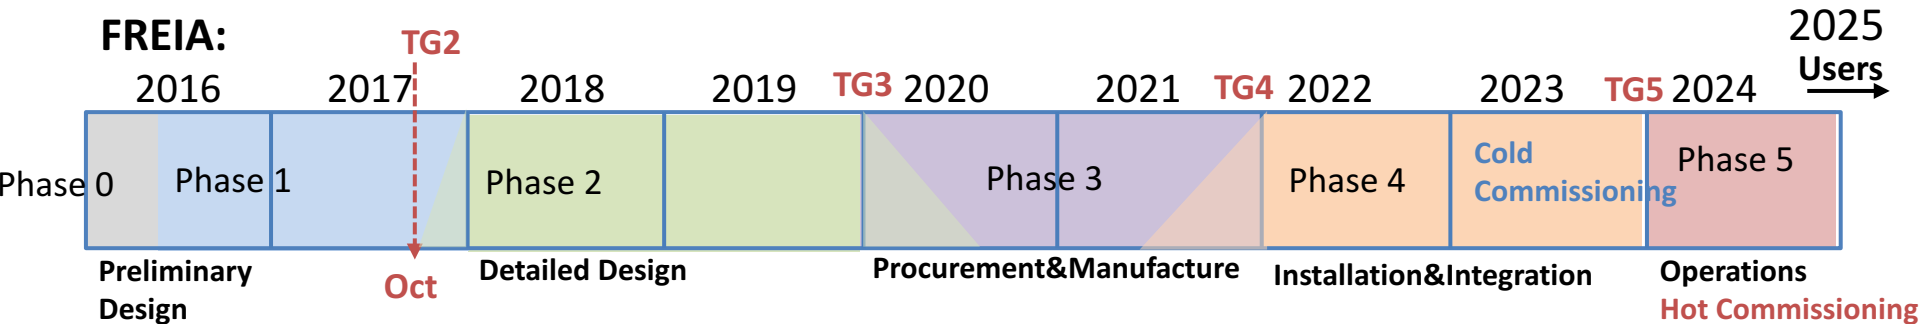 FREIA:
TG2
2025
Users
2016
2017
2018
2019
TG3
2020
2021
TG4
2022
2023
TG5
2024
Phase 0
Phase 1
Phase 2
Phase 3
Phase 4
Cold
Commissioning
Phase 5
Preliminary
Design
Oct
Detailed Design
Procurement&Manufacture
Installation&Integration
Operations
Hot Commissioning